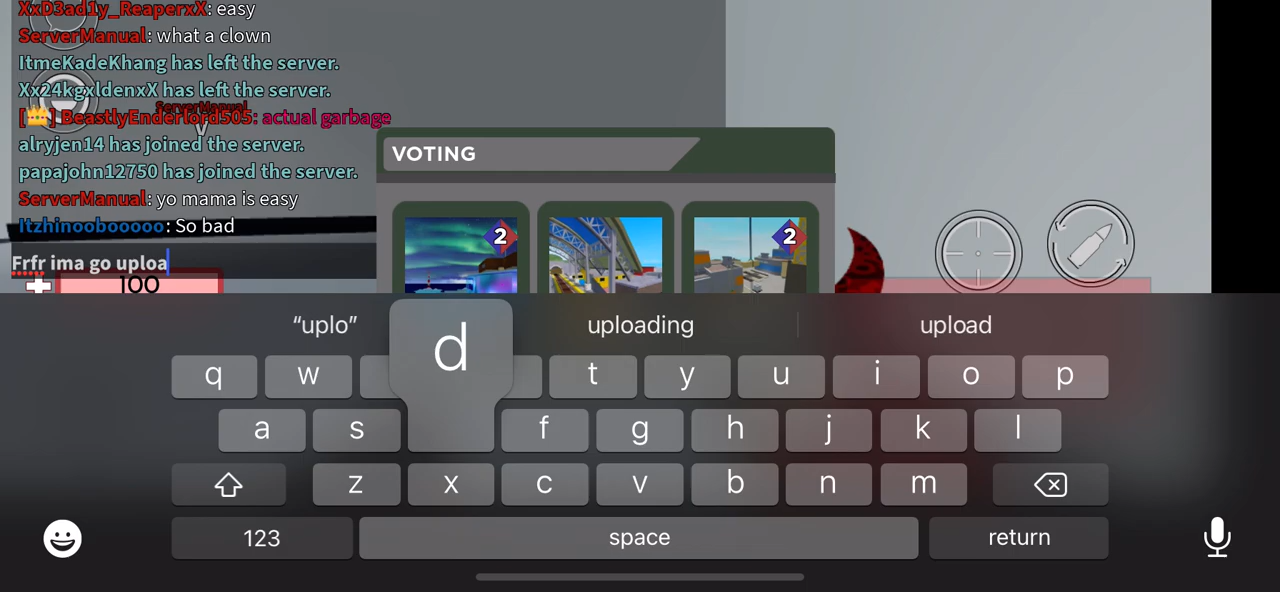 XxD3ad1y_ReaperxX: easy
ServerManual: what a clown
ItmeKadeKhang has left the server.
Xx24kgxldenxX has left the server.
ServerManual
[👑] BeastlyEnderlord505: actual garbage
V
alryjen14 has joined the server.
papajohn12750 has joined the server.
ServerManual: yo mama is easy
Itzhinoobooooo: So bad
Frfr ima go uploa
100
VOTING
2
2
“uplo” uploading upload
d
q w t y u i o p
a s f g h j k l
z x c v b n m
123 space return